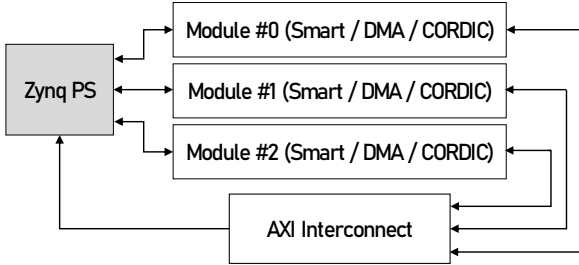 Module #0 (Smart / DMA / CORDIC)
Zynq PS
Module #1 (Smart / DMA / CORDIC)
Module #2 (Smart / DMA / CORDIC)
AXI Interconnect